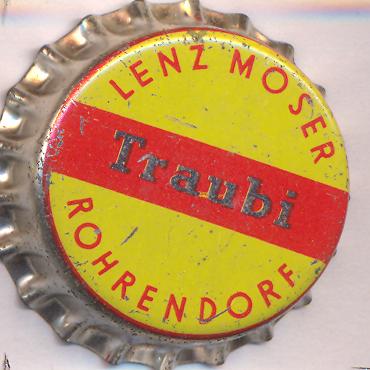 LENZ MOSER
Traubi
ROHRENDORF